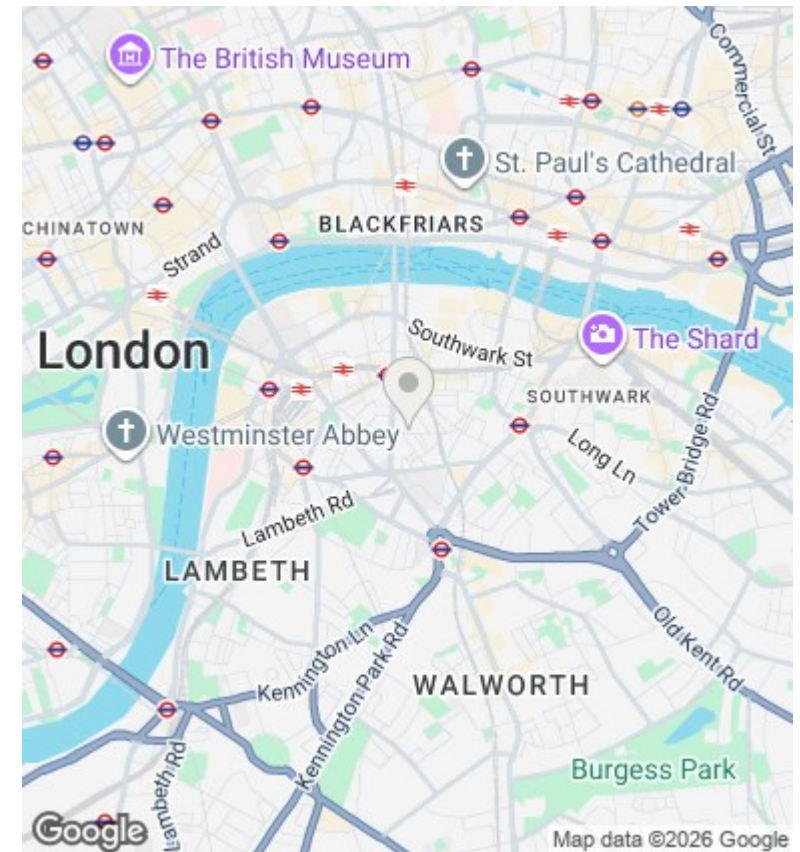 The British Museum
Commercial St
St. Paul's Cathedral
CHINATOWN
BLACKFRIARS
Strand
Southwark St
The Shard
London
SOUTHWARK
Westminster Abbey
Long Ln
Tower Bridge Rd
Lambeth Rd
LAMBETH
Old Kent Rd
Kennington Ln
Kennington Park Rd
WALWORTH
Lambeth Rd
Burgess Park
Google
Map data ©2026 Google